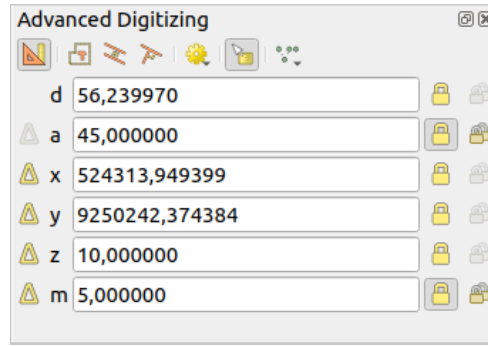 Advanced Digitizing
d 56,239970
a 45,000000
x 524313,949399
y 9250242,374384
z 10,000000
m 5,000000